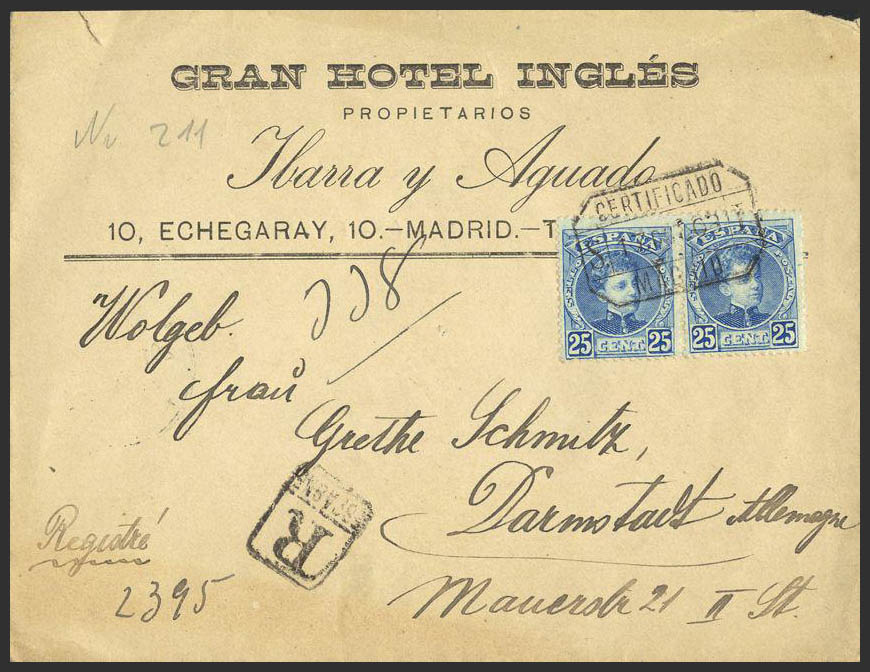 GRAN HOTEL INGLÉS
PROPIETARIOS
Nr 211
Ibarra y Aguado
10, ECHEGARAY, 10.-MADRID.-T
CERTIFICADO
ESPAÑA ESPAÑA
25 CENT. 25 25 CENT. 25
Wolgeb.
338
frau
Grethe Schmitz,
R
Darmstadt Allemagne
Registré
2395
Mauerstr 21 II St.